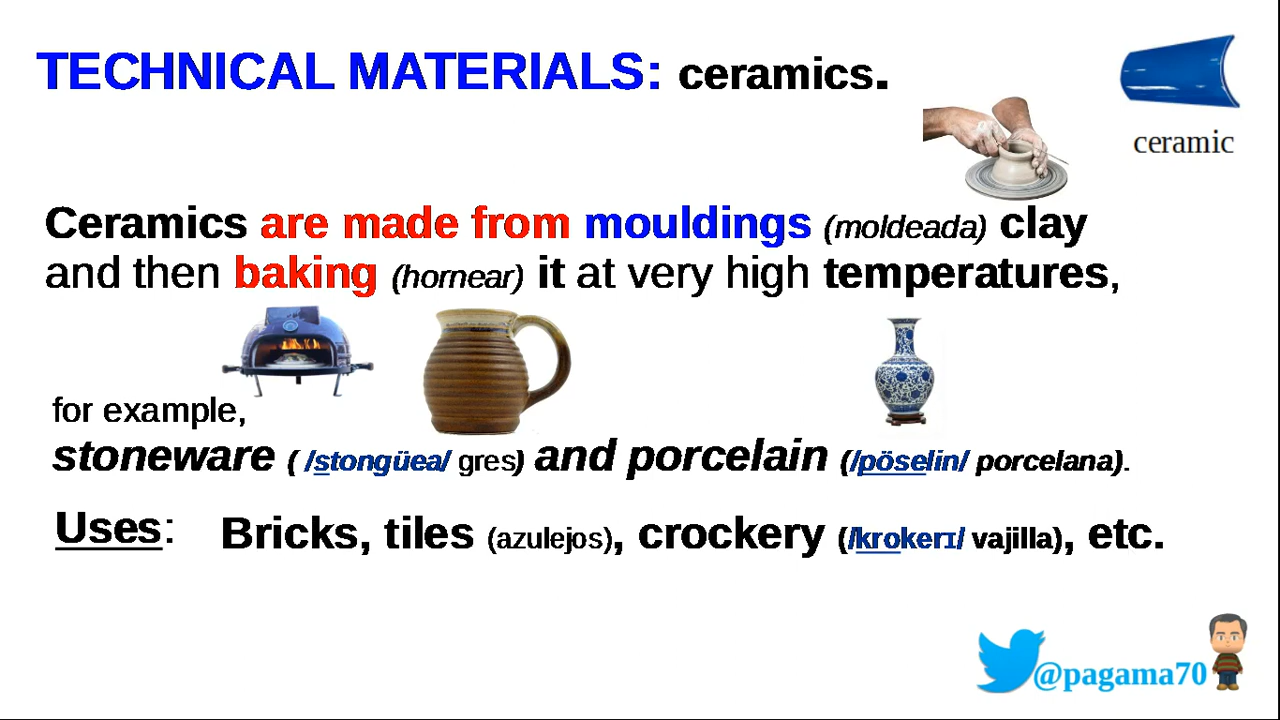 TECHNICAL MATERIALS: ceramics.
ceramic
Ceramics are made from mouldings (moldeada) clay
and then baking (hornear) it at very high temperatures,
for example,
stoneware ( /stongüea/ gres) and porcelain (/pöselin/ porcelana).
Uses: Bricks, tiles (azulejos), crockery (/krokerɪ/ vajilla), etc.
@pagama70